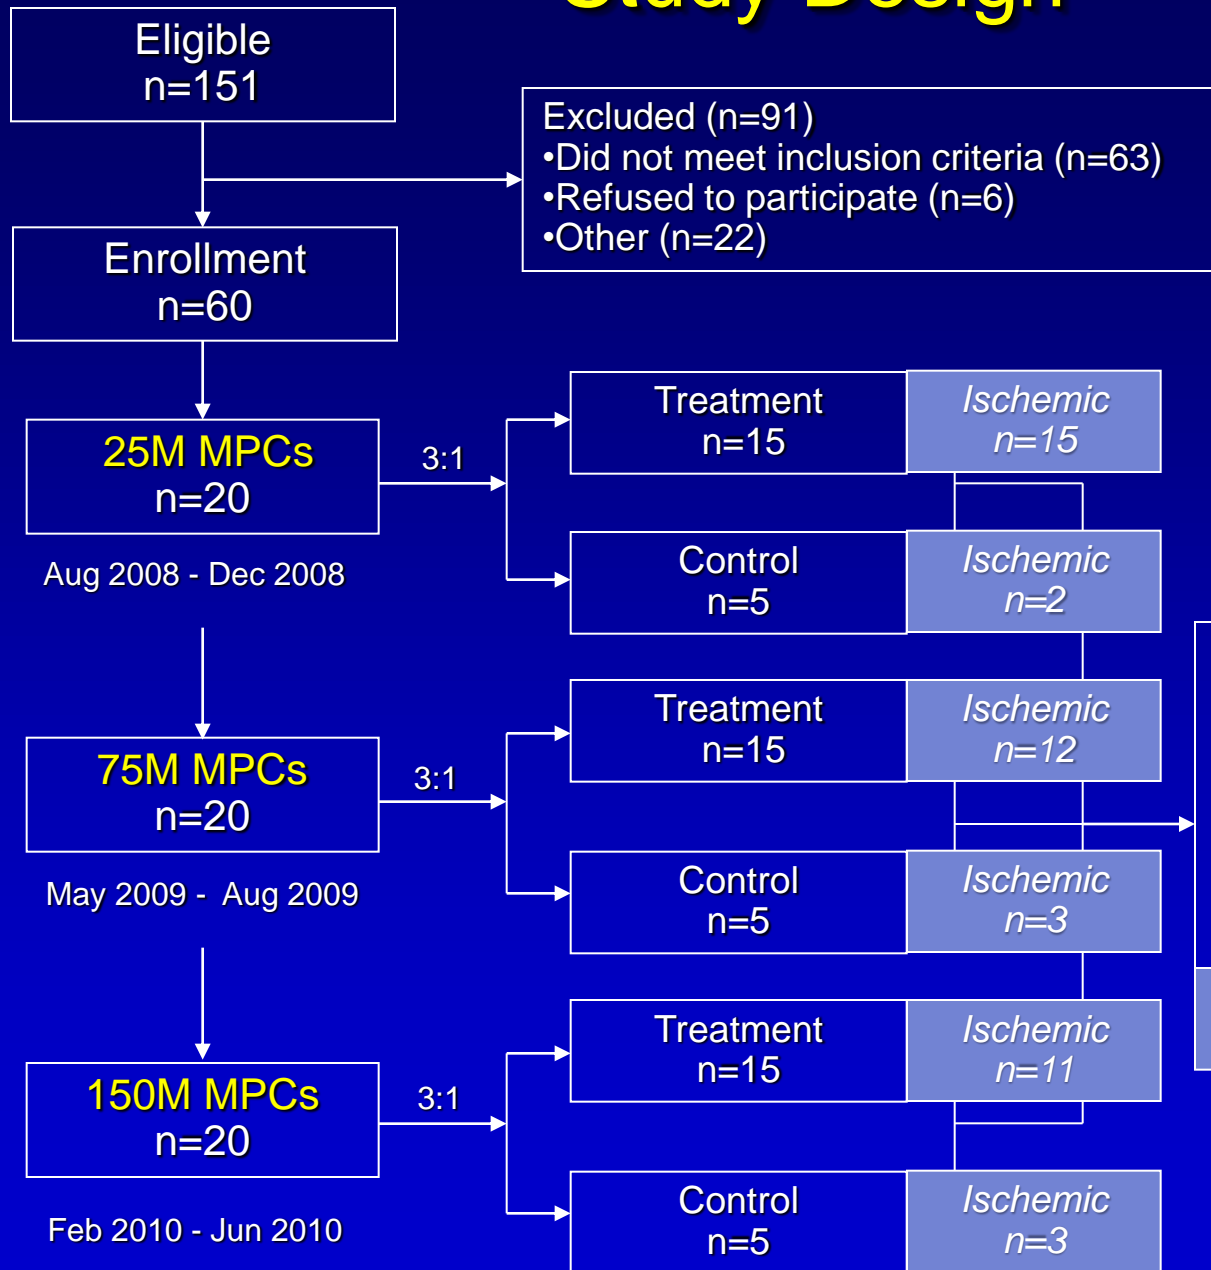 Study Design
Eligible
n=151
Excluded (n=91)
•Did not meet inclusion criteria (n=63)
•Refused to participate (n=6)
•Other (n=22)
Enrollment
n=60
25M MPCs
n=20
3:1
Treatment
n=15
Ischemic
n=15
Control
n=5
Ischemic
n=2
Aug 2008 - Dec 2008
75M MPCs
n=20
3:1
Treatment
n=15
Ischemic
n=12
Control
n=5
Ischemic
n=3
May 2009 - Aug 2009
150M MPCs
n=20
3:1
Treatment
n=15
Ischemic
n=11
Control
n=5
Ischemic
n=3
Feb 2010 - Jun 2010